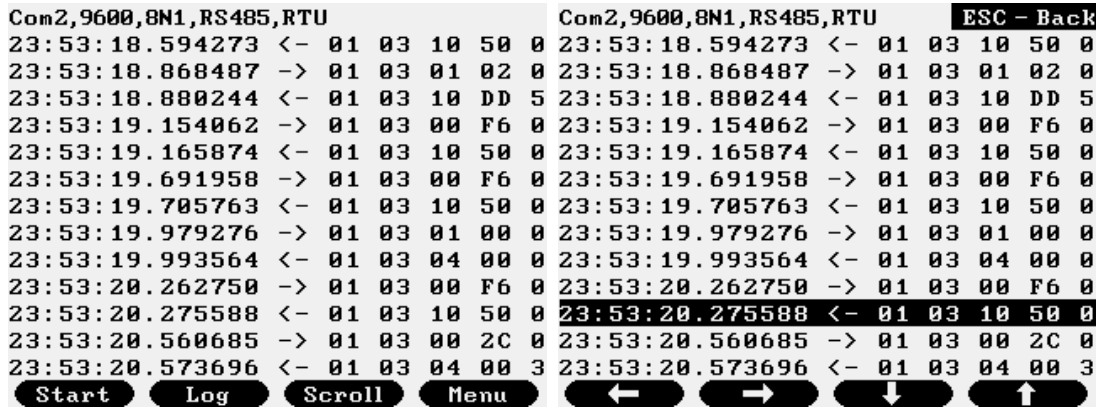 Com2,9600,8N1,RS485,RTU
23:53:18.594273 <- 01 03 10 50 0
23:53:18.868487 -> 01 03 01 02 0
23:53:18.880244 <- 01 03 10 DD 5
23:53:19.154062 -> 01 03 00 F6 0
23:53:19.165874 <- 01 03 10 50 0
23:53:19.691958 -> 01 03 00 F6 0
23:53:19.705763 <- 01 03 10 50 0
23:53:19.979276 -> 01 03 01 00 0
23:53:19.993564 <- 01 03 04 00 0
23:53:20.262750 -> 01 03 00 F6 0
23:53:20.275588 <- 01 03 10 50 0
23:53:20.560685 -> 01 03 00 2C 0
23:53:20.573696 <- 01 03 04 00 3
Start Log Scroll Menu
Com2,9600,8N1,RS485,RTU ESC - Back
23:53:18.594273 <- 01 03 10 50 0
23:53:18.868487 -> 01 03 01 02 0
23:53:18.880244 <- 01 03 10 DD 5
23:53:19.154062 -> 01 03 00 F6 0
23:53:19.165874 <- 01 03 10 50 0
23:53:19.691958 -> 01 03 00 F6 0
23:53:19.705763 <- 01 03 10 50 0
23:53:19.979276 -> 01 03 01 00 0
23:53:19.993564 <- 01 03 04 00 0
23:53:20.262750 -> 01 03 00 F6 0
23:53:20.275588 <- 01 03 10 50 0
23:53:20.560685 -> 01 03 00 2C 0
23:53:20.573696 <- 01 03 04 00 3
← → ↓ ↑